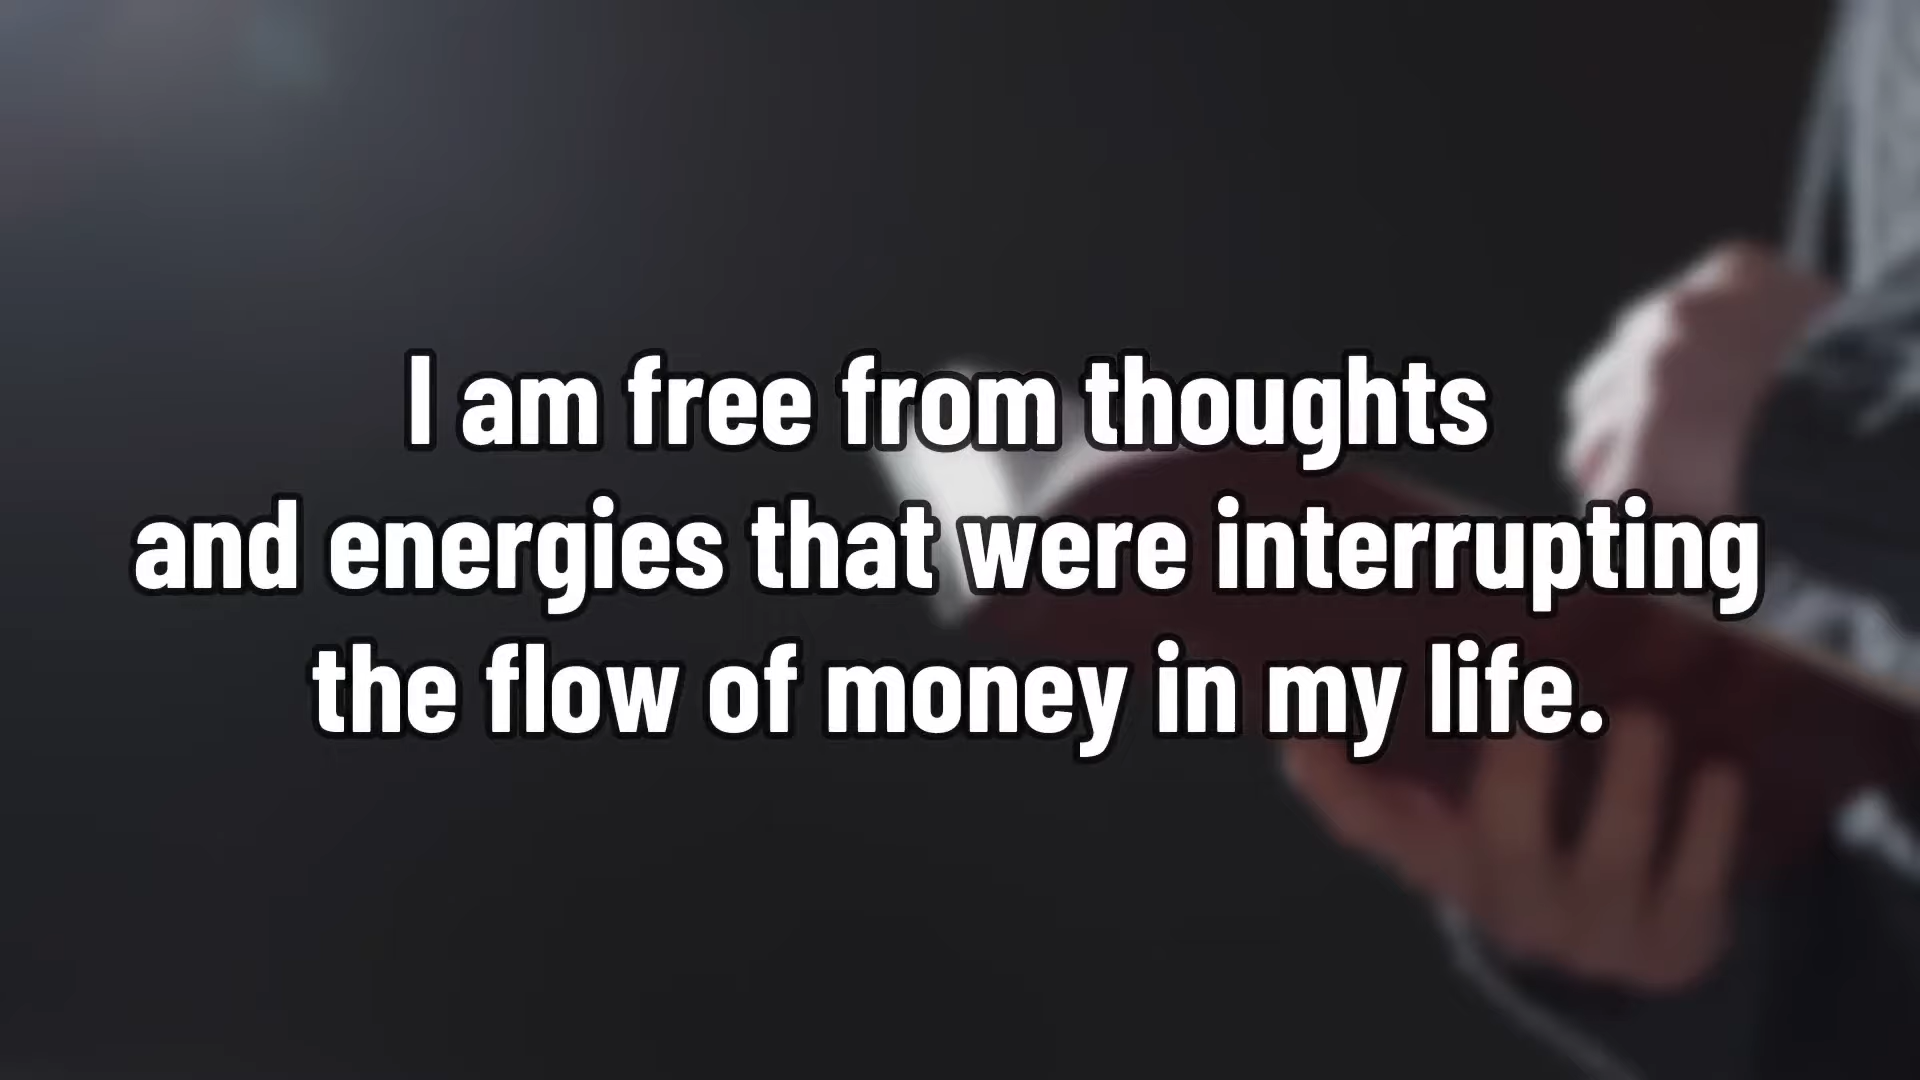 I am free from thoughts
and energies that were interrupting
the flow of money in my life.